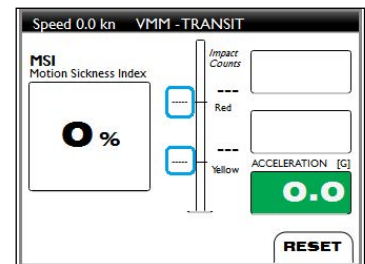 Speed 0.0 kn VMM -TRANSIT
MSI
Motion Sickness Index
0 %
Impact
Counts
---
----
Red
---
----
Yellow
ACCELERATION [G]
0.0
RESET